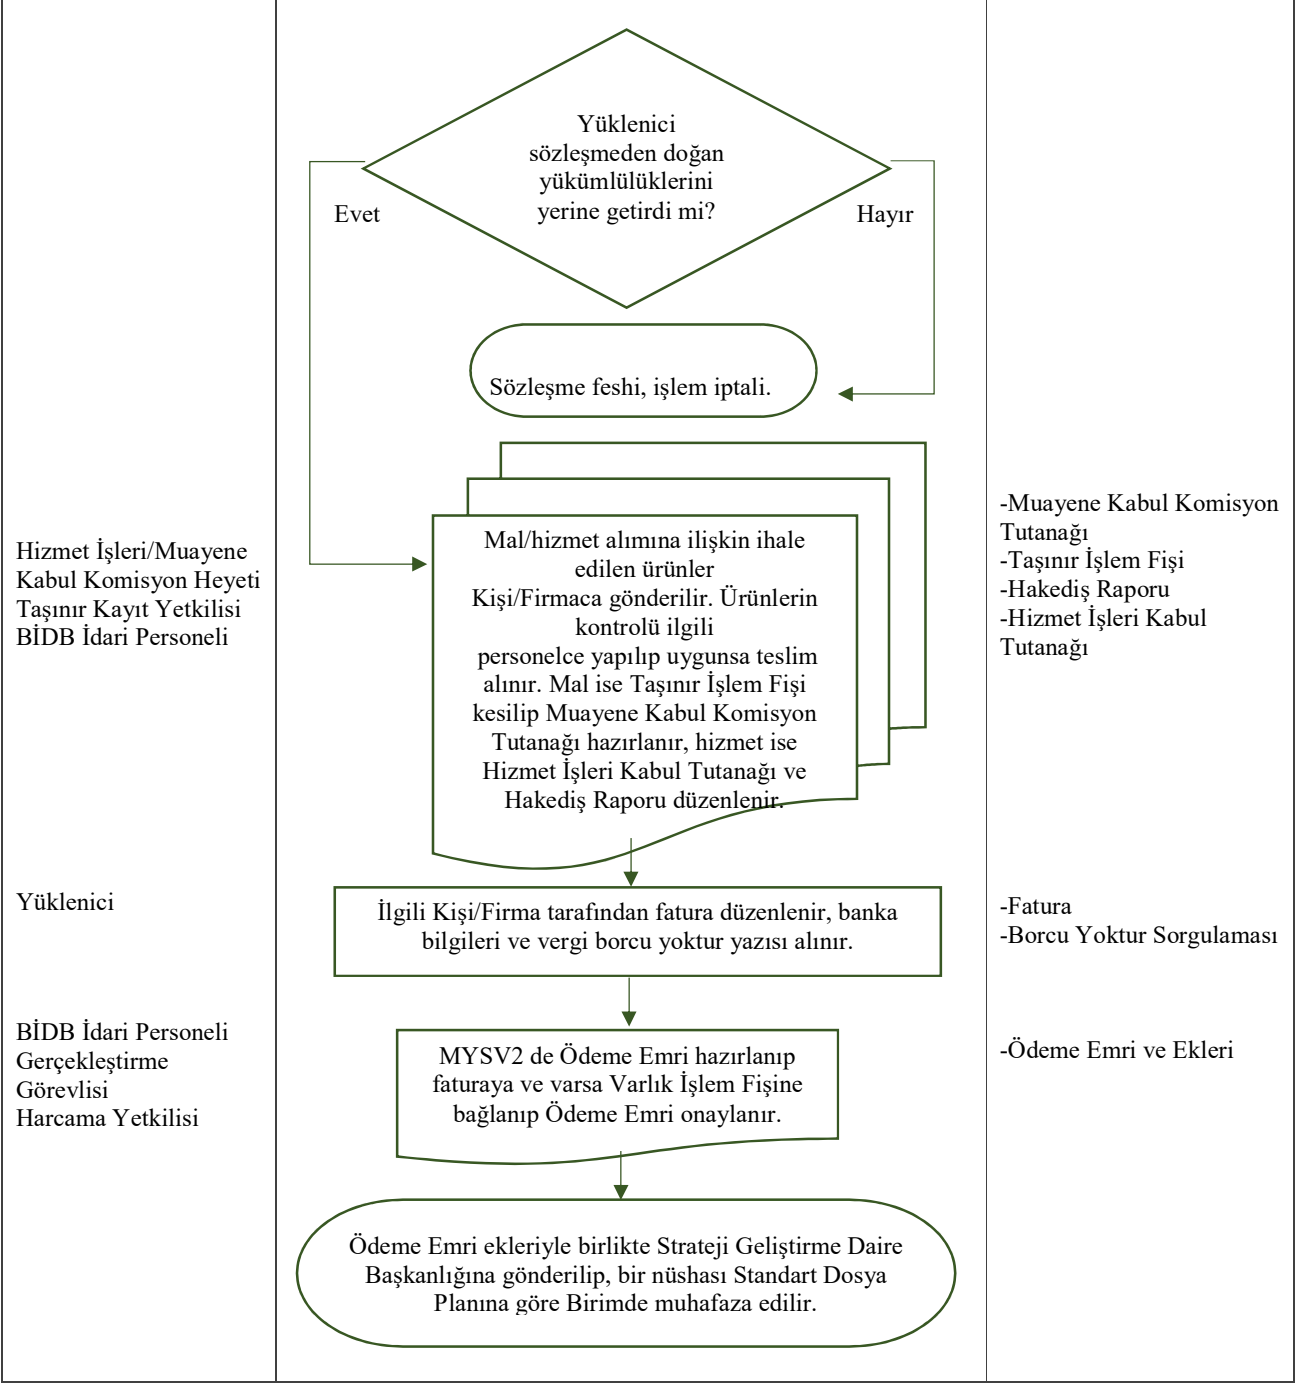 Yüklenici
sözleşmeden doğan
yükümlülüklerini
yerine getirdi mi?
Evet
Hayır
Sözleşme feshi, işlem iptali.
Hizmet İşleri/Muayene
Kabul Komisyon Heyeti
Taşınır Kayıt Yetkilisi
BİDB İdari Personeli
Mal/hizmet alımına ilişkin ihale
edilen ürünler
Kişi/Firmaca gönderilir. Ürünlerin
kontrolü ilgili
personelce yapılıp uygunsa teslim
alınır. Mal ise Taşınır İşlem Fişi
kesilip Muayene Kabul Komisyon
Tutanağı hazırlanır, hizmet ise
Hizmet İşleri Kabul Tutanağı ve
Hakediş Raporu düzenlenir.
-Muayene Kabul Komisyon
Tutanağı
-Taşınır İşlem Fişi
-Hakediş Raporu
-Hizmet İşleri Kabul
Tutanağı
Yüklenici
İlgili Kişi/Firma tarafından fatura düzenlenir, banka
bilgileri ve vergi borcu yoktur yazısı alınır.
-Fatura
-Borcu Yoktur Sorgulaması
BİDB İdari Personeli
Gerçekleştirme
Görevlisi
Harcama Yetkilisi
MYSV2 de Ödeme Emri hazırlanıp
faturaya ve varsa Varlık İşlem Fişine
bağlanıp Ödeme Emri onaylanır.
-Ödeme Emri ve Ekleri
Ödeme Emri ekleriyle birlikte Strateji Geliştirme Daire
Başkanlığına gönderilip, bir nüshası Standart Dosya
Planına göre Birimde muhafaza edilir.